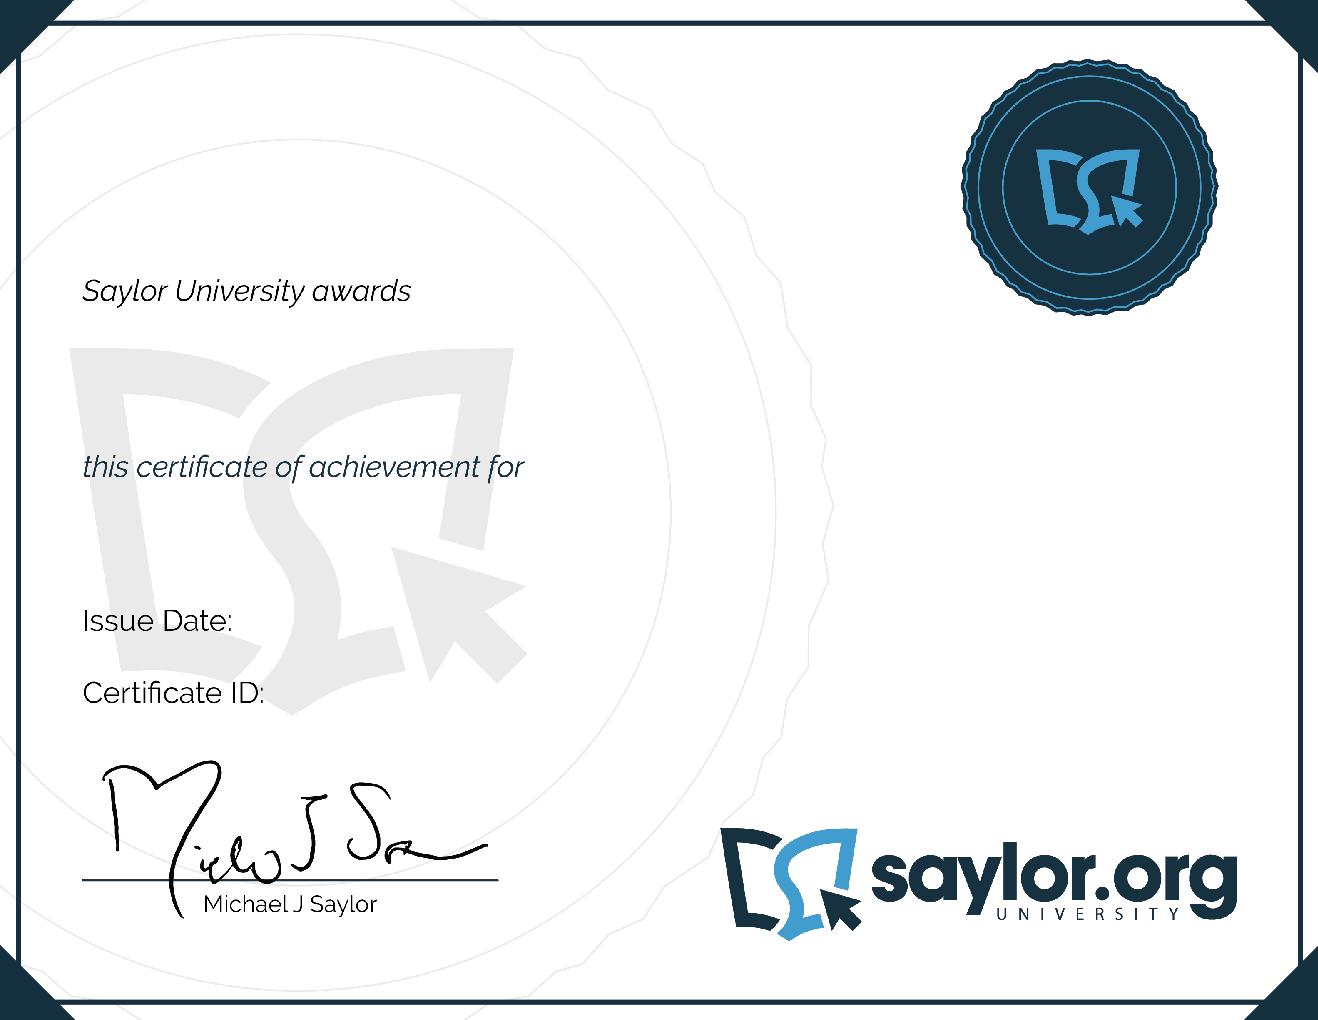 Saylor University awards
this certificate of achievement for
Issue Date:
Certificate ID:
Michael J Saylor
saylor.org
UNIVERSITY